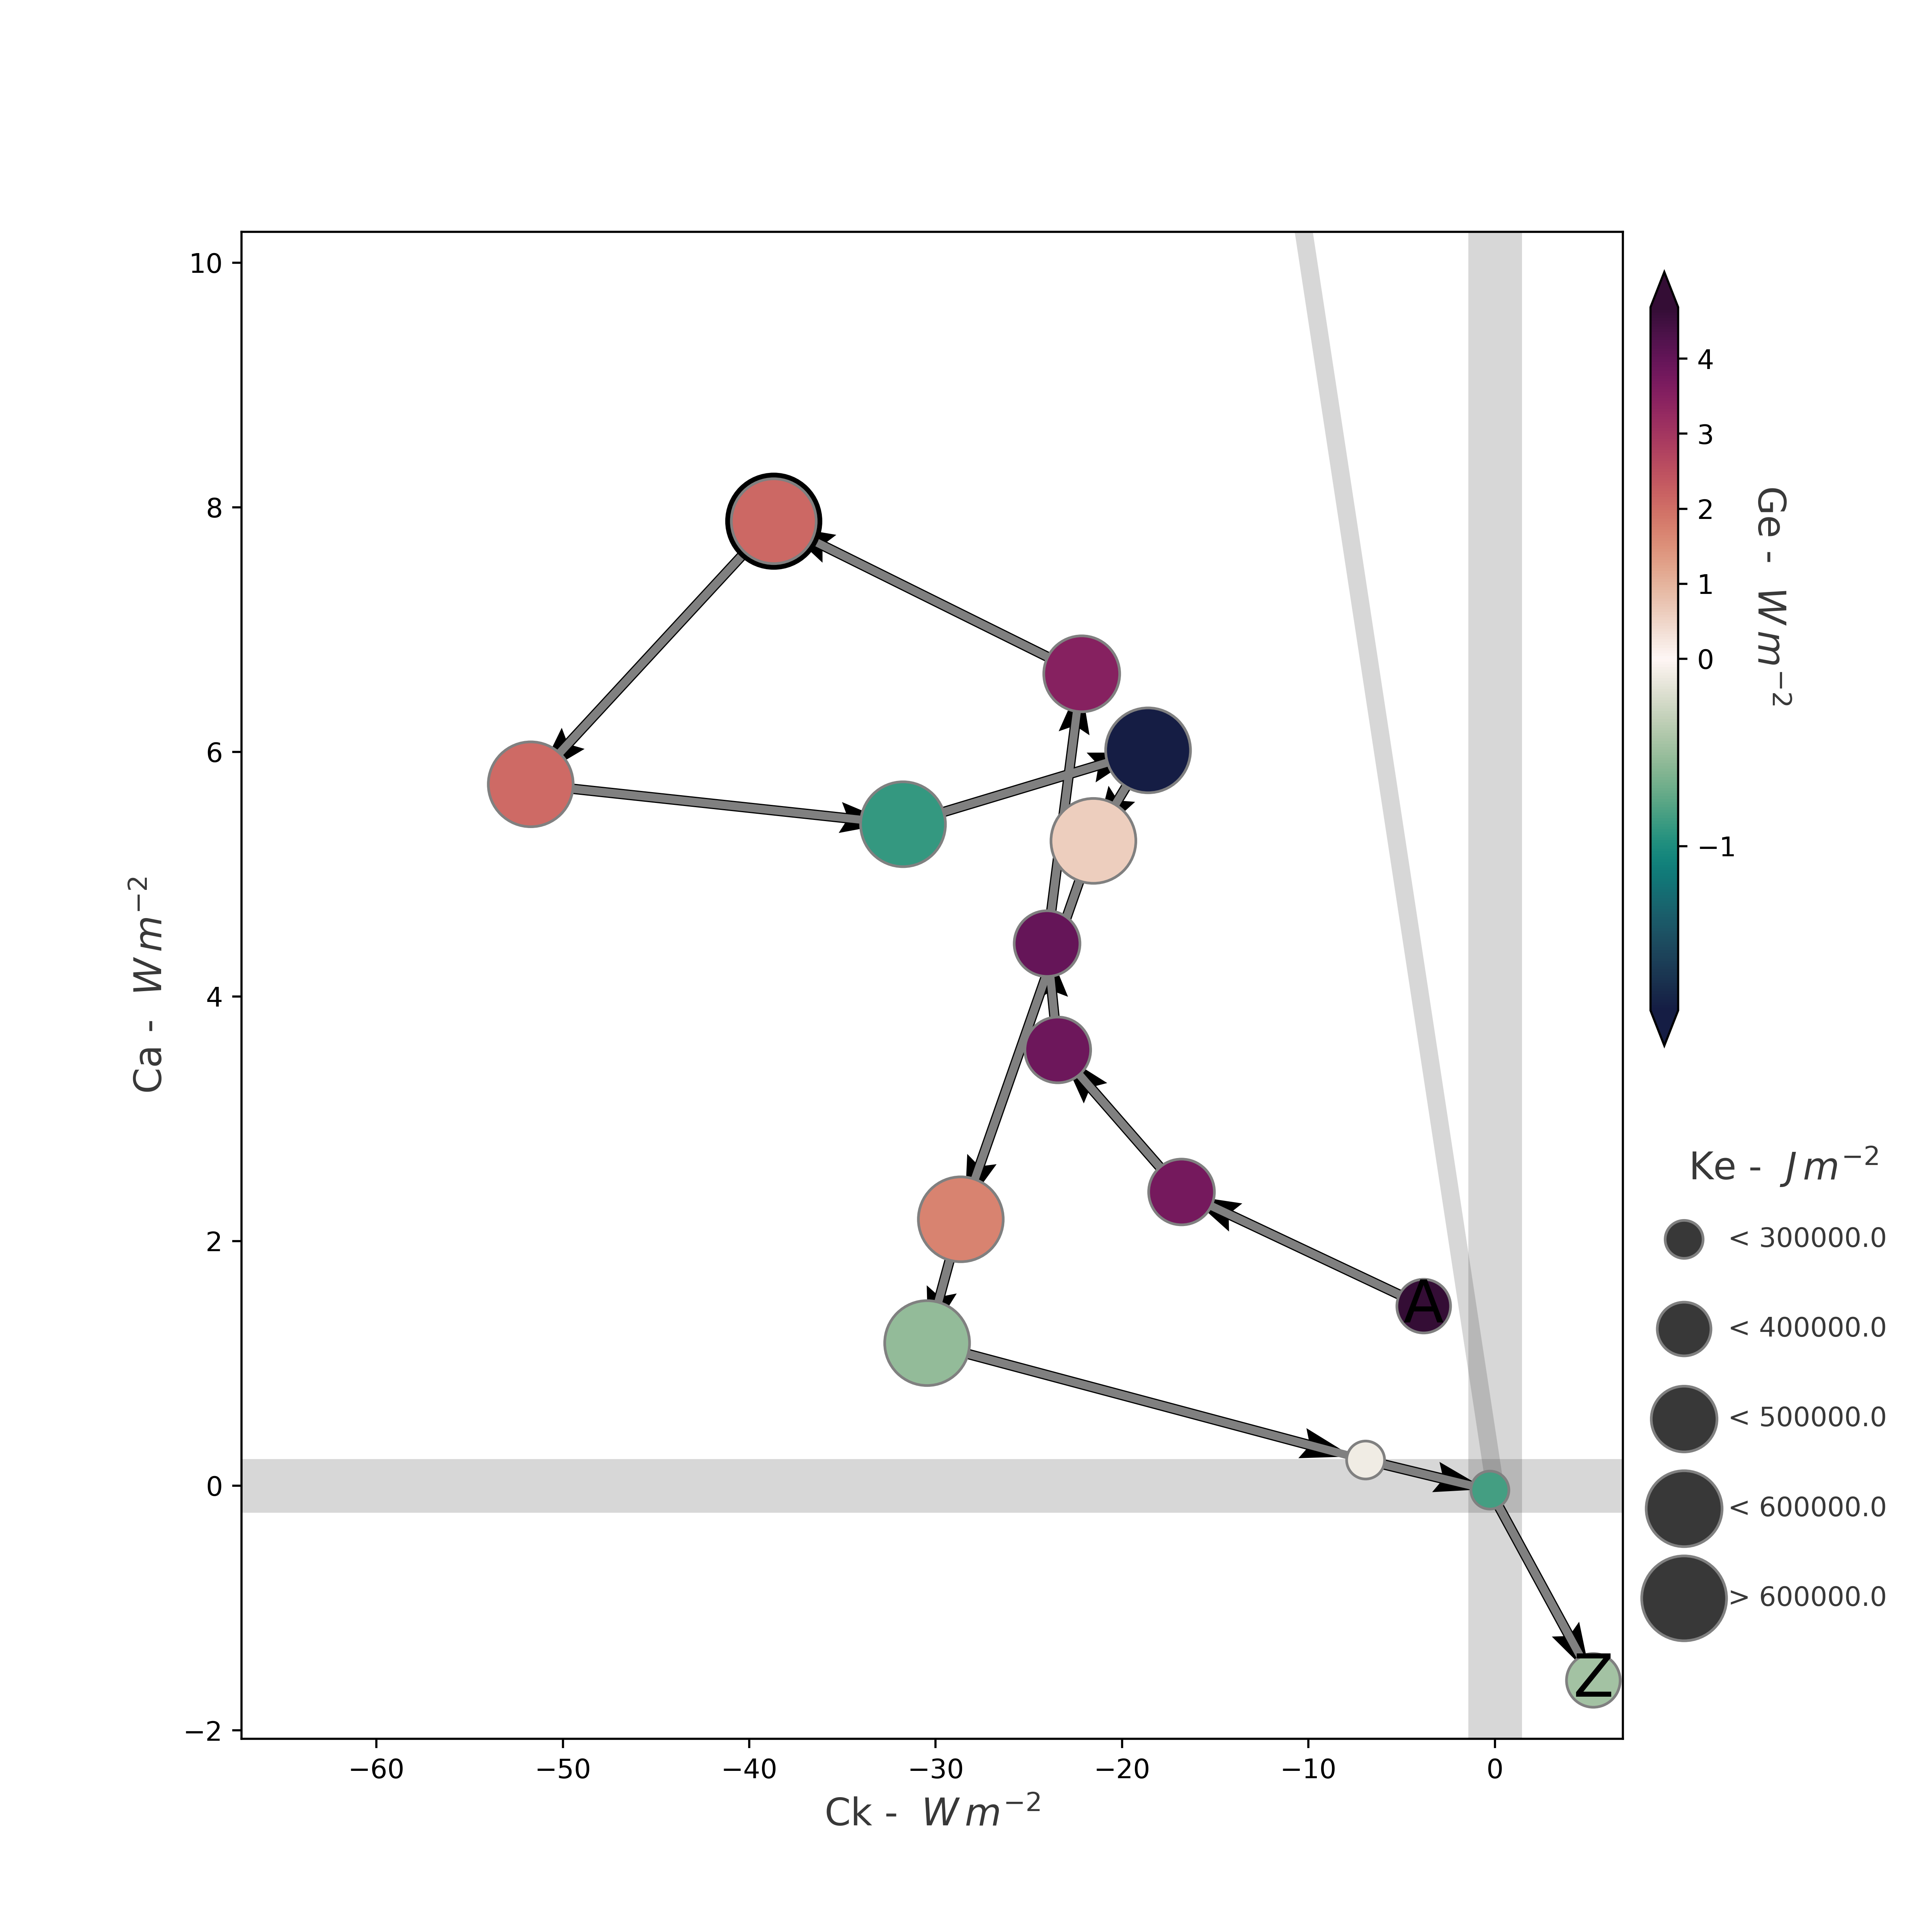 10
8
6
4
2
0
−2
Ca - W m⁻²
−60 −50 −40 −30 −20 −10 0
Ck - W m⁻²
A
Z
4
3
2
1
0
−1
Ge - W m⁻²
Ke - J m⁻²
< 300000.0
< 400000.0
< 500000.0
< 600000.0
> 600000.0